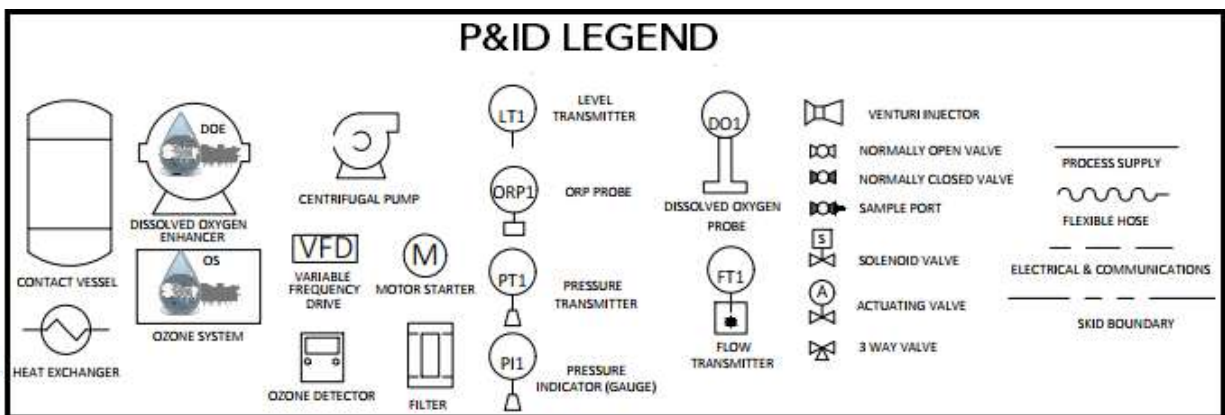 P&ID LEGEND
DOE
DISSOLVED OXYGEN
ENHANCER
CONTACT VESSEL
OS
OZONE SYSTEM
HEAT EXCHANGER
CENTRIFUGAL PUMP
VFD
VARIABLE
FREQUENCY
DRIVE
M
MOTOR STARTER
OZONE DETECTOR
FILTER
LT1
LEVEL
TRANSMITTER
ORP1
ORP PROBE
PT1
PRESSURE
TRANSMITTER
PI1
PRESSURE
INDICATOR (GAUGE)
DO1
DISSOLVED OXYGEN
PROBE
FT1
FLOW
TRANSMITTER
VENTURI INJECTOR
NORMALLY OPEN VALVE
NORMALLY CLOSED VALVE
SAMPLE PORT
S
SOLENOID VALVE
A
ACTUATING VALVE
3 WAY VALVE
PROCESS SUPPLY
FLEXIBLE HOSE
ELECTRICAL & COMMUNICATIONS
SKID BOUNDARY